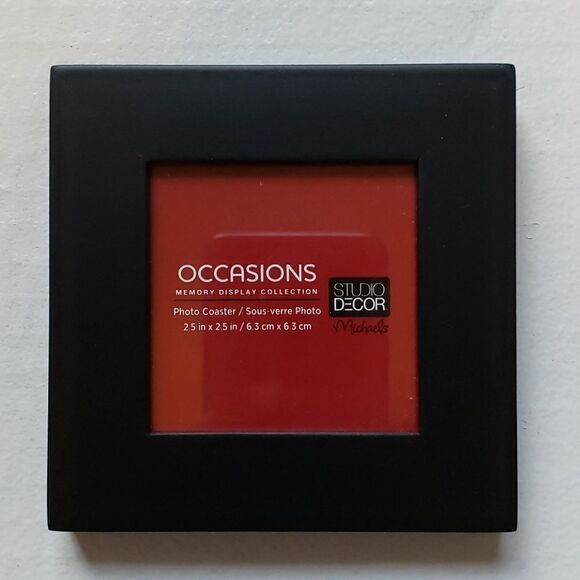 OCCASIONS
MEMORY DISPLAY COLLECTION
Photo Coaster / Sous-verre Photo
2.5 in x 2.5 in / 6.3 cm x 6.3 cm
STUDIO
DECOR
Michaels